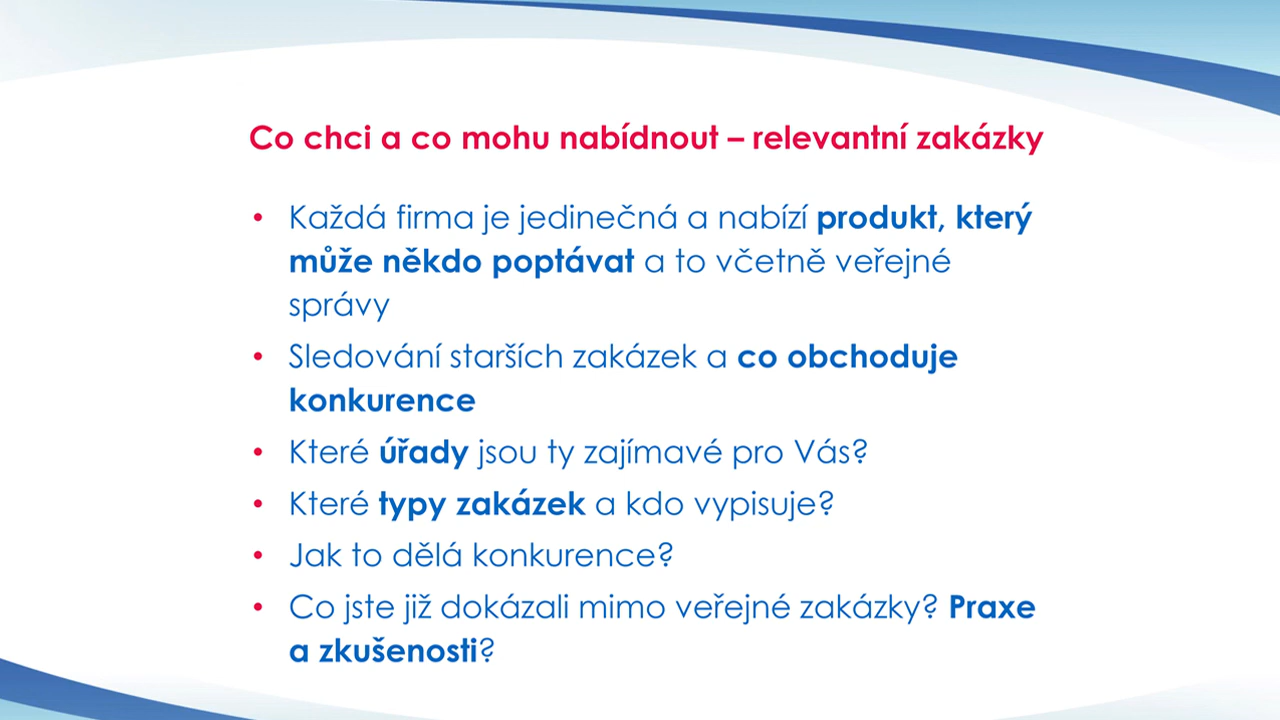 Co chci a co mohu nabídnout – relevantní zakázky
• Každá firma je jedinečná a nabízí produkt, který
může někdo poptávat a to včetně veřejné
správy
• Sledování starších zakázek a co obchoduje
konkurence
• Které úřady jsou ty zajímavé pro Vás?
• Které typy zakázek a kdo vypisuje?
• Jak to dělá konkurence?
• Co jste již dokázali mimo veřejné zakázky? Praxe
a zkušenosti?